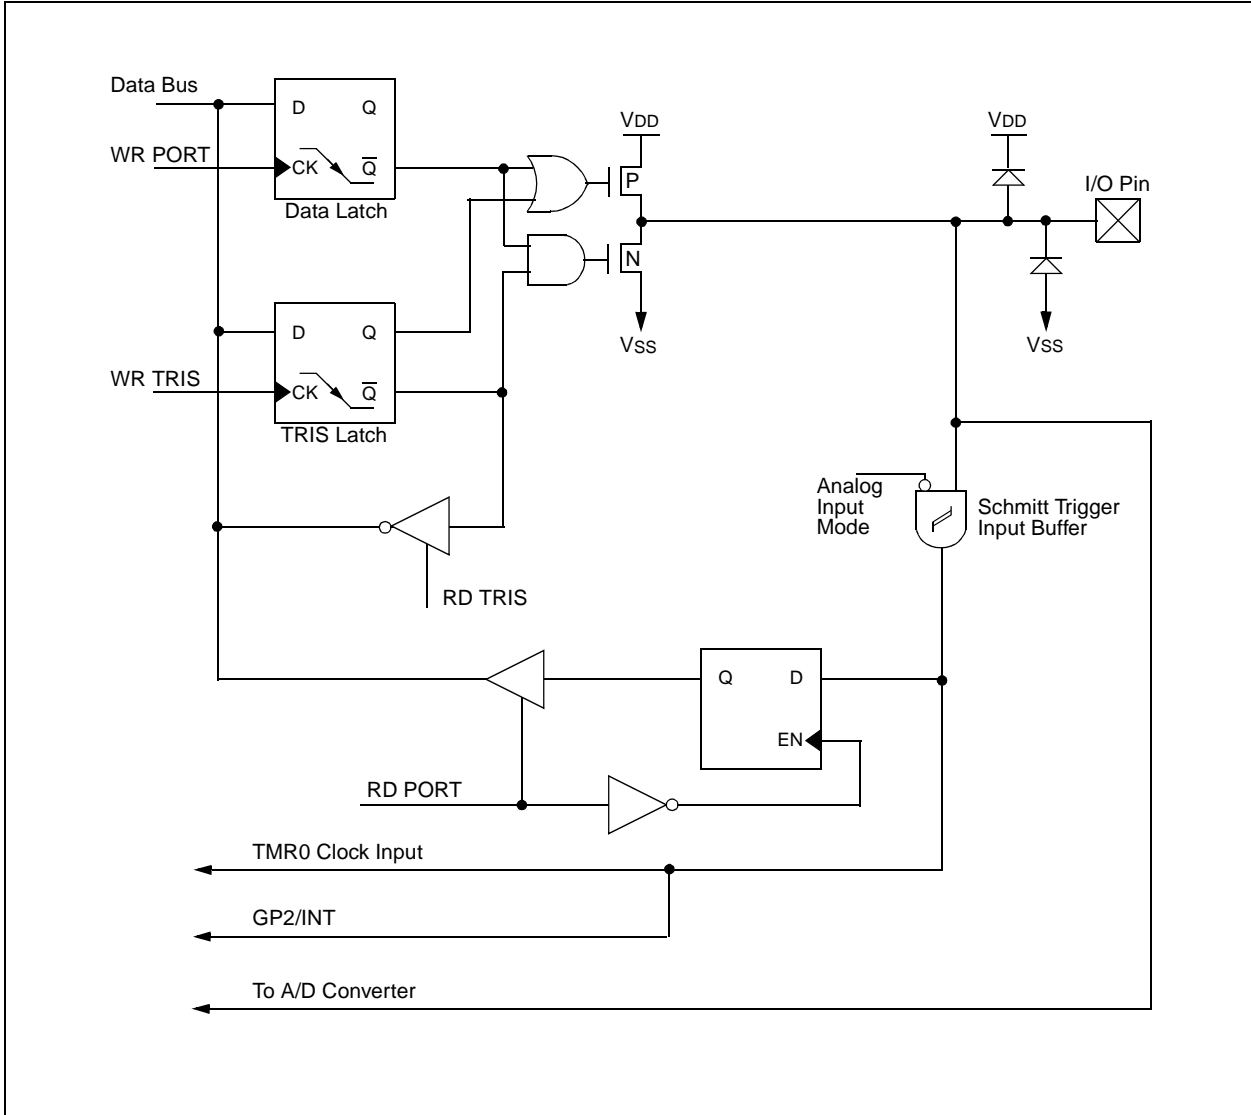 Data Bus
D Q
WR PORT
CK Q
Data Latch
VDD
P
N
VSS
VDD
I/O Pin
VSS
D Q
WR TRIS
CK Q
TRIS Latch
RD TRIS
Analog
Input
Mode
Schmitt Trigger
Input Buffer
Q D
EN
RD PORT
TMR0 Clock Input
GP2/INT
To A/D Converter